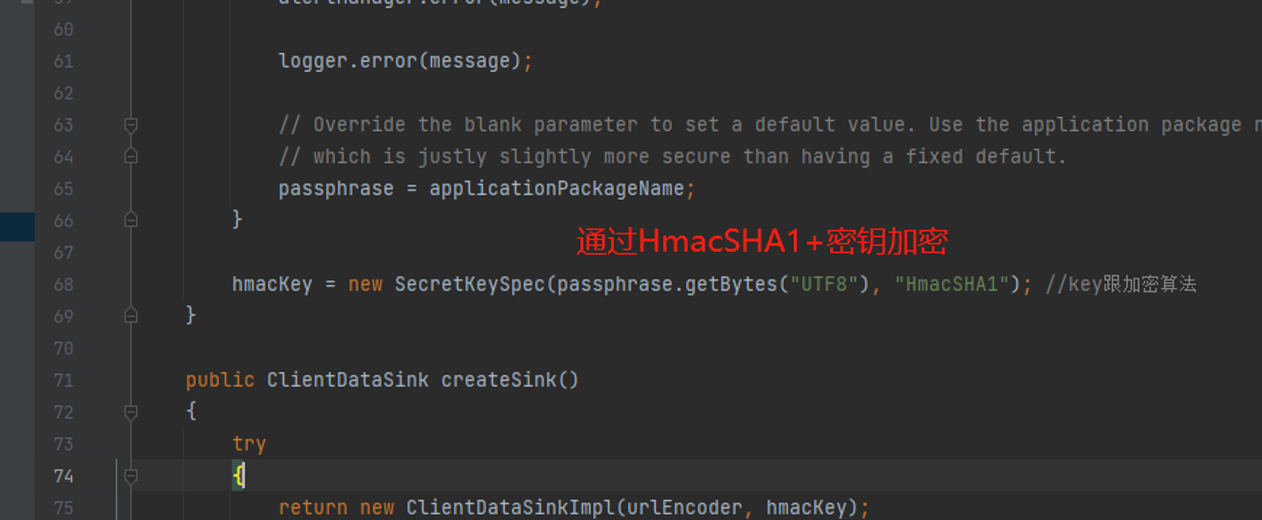 59 alertManager.error(message);
60
61 logger.error(message);
62
63 // Override the blank parameter to set a default value. Use the application package
64 // which is justly slightly more secure than having a fixed default.
65 passphrase = applicationPackageName;
66 }
通过HmacSHA1+密钥加密
67
68 hmacKey = new SecretKeySpec(passphrase.getBytes("UTF8"), "HmacSHA1"); //key跟加密算法
69 }
70
71 public ClientDataSink createSink()
72 {
73 try
74 {
75 return new ClientDataSinkImpl(urlEncoder, hmacKey);